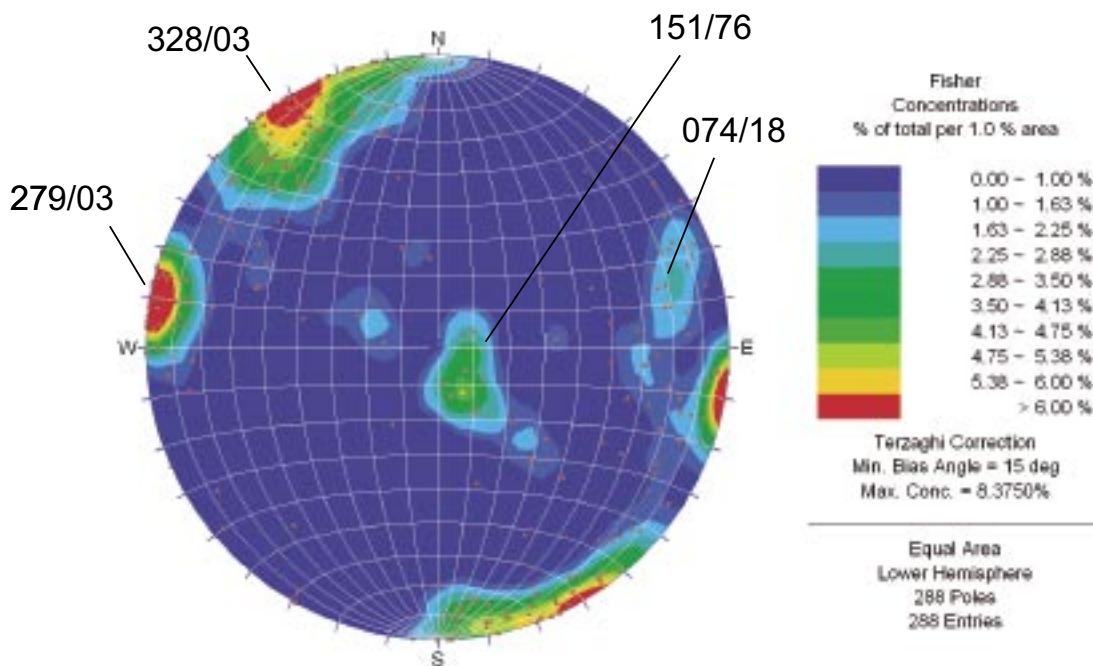 328/03
151/76
074/18
279/03
N
W
E
S
Fisher
Concentrations
% of total per 1.0 % area
0.00 ~ 1.00 %
1.00 ~ 1.63 %
1.63 ~ 2.25 %
2.25 ~ 2.88 %
2.88 ~ 3.50 %
3.50 ~ 4.13 %
4.13 ~ 4.75 %
4.75 ~ 5.38 %
5.38 ~ 6.00 %
> 6.00 %
Terzaghi Correction
Min. Bias Angle = 15 deg
Max. Conc. = 8.3750%
Equal Area
Lower Hemisphere
288 Poles
288 Entries